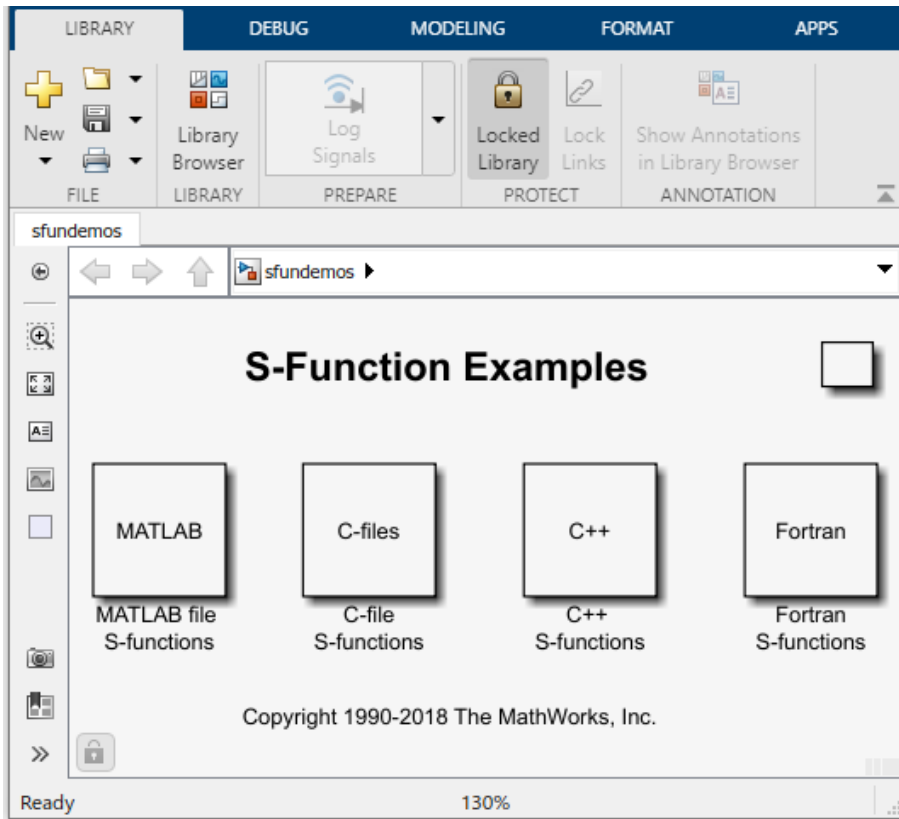 LIBRARY DEBUG MODELING FORMAT APPS
New
Library
Browser
Log
Signals
Locked
Library
Lock
Links
Show Annotations
in Library Browser
FILE LIBRARY PREPARE PROTECT ANNOTATION
sfundemos
sfundemos
S-Function Examples
MATLAB C-files C++ Fortran
MATLAB file
S-functions
C-file
S-functions
C++
S-functions
Fortran
S-functions
Copyright 1990-2018 The MathWorks, Inc.
Ready 130%